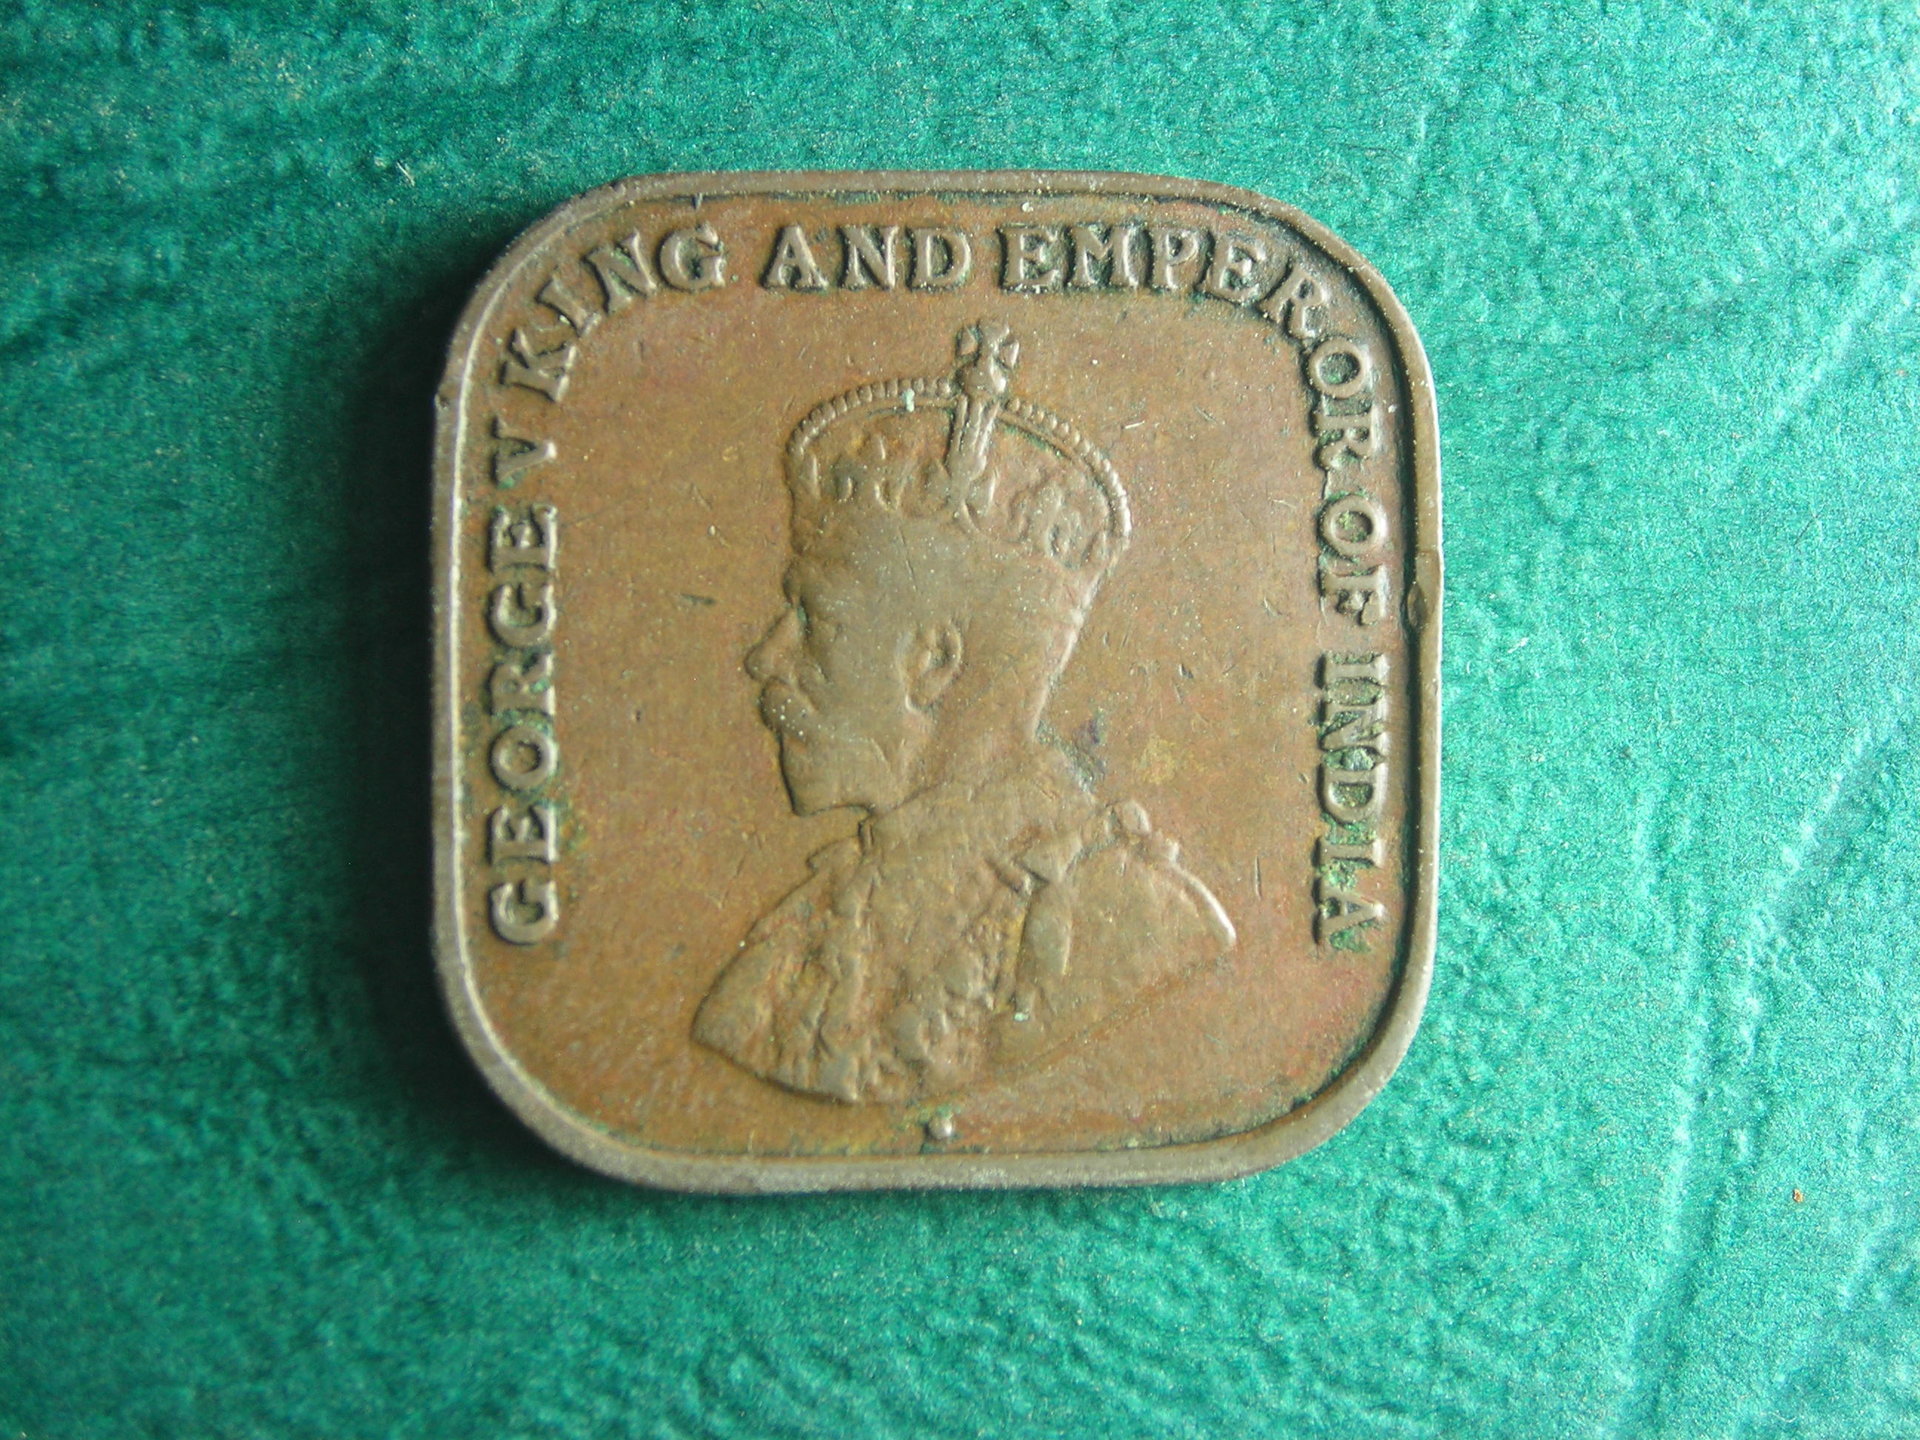 GEORGE V KING AND EMPEROR OF INDIA